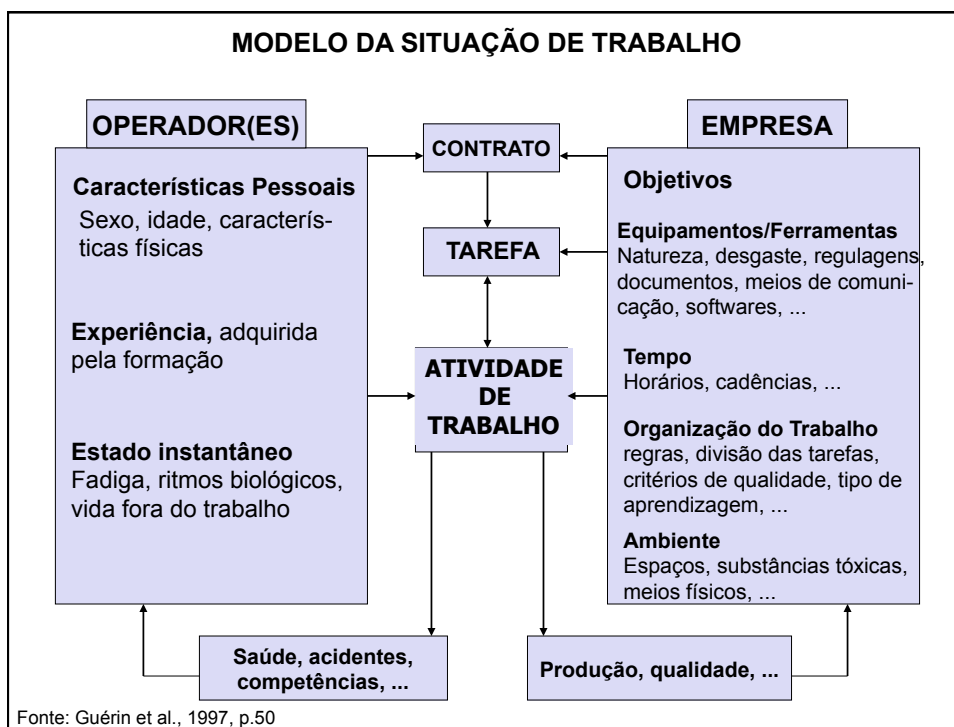 MODELO DA SITUAÇÃO DE TRABALHO
OPERADOR(ES)
Características Pessoais
Sexo, idade, caracterís-
ticas físicas
Experiência, adquirida
pela formação
Estado instantâneo
Fadiga, ritmos biológicos,
vida fora do trabalho
CONTRATO
TAREFA
ATIVIDADE
DE
TRABALHO
EMPRESA
Objetivos
Equipamentos/Ferramentas
Natureza, desgaste, regulagens,
documentos, meios de comuni-
cação, softwares, ...
Tempo
Horários, cadências, ...
Organização do Trabalho
regras, divisão das tarefas,
critérios de qualidade, tipo de
aprendizagem, ...
Ambiente
Espaços, substâncias tóxicas,
meios físicos, ...
Saúde, acidentes,
competências, ...
Produção, qualidade, ...
Fonte: Guérin et al., 1997, p.50